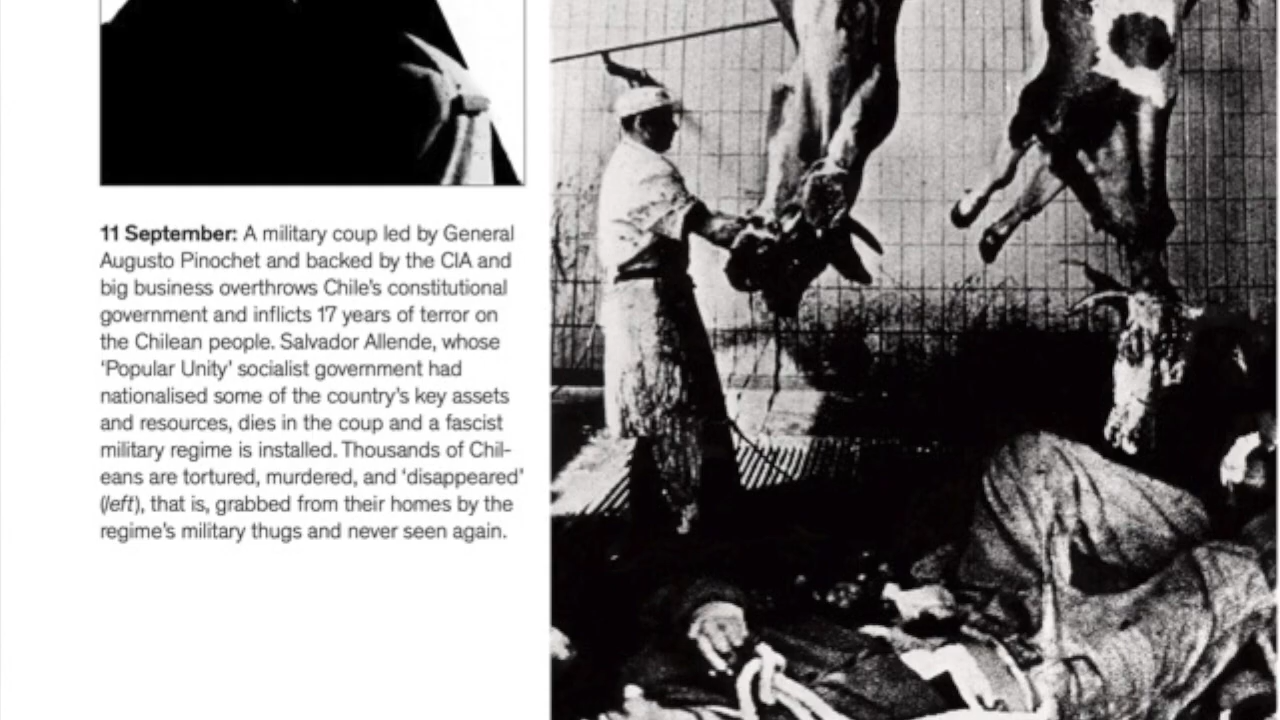 11 September: A military coup led by General
Augusto Pinochet and backed by the CIA and
big business overthrows Chile's constitutional
government and inflicts 17 years of terror on
the Chilean people. Salvador Allende, whose
‘Popular Unity’ socialist government had
nationalised some of the country's key assets
and resources, dies in the coup and a fascist
military regime is installed. Thousands of Chil-
eans are tortured, murdered, and ‘disappeared’
(left), that is, grabbed from their homes by the
regime's military thugs and never seen again.